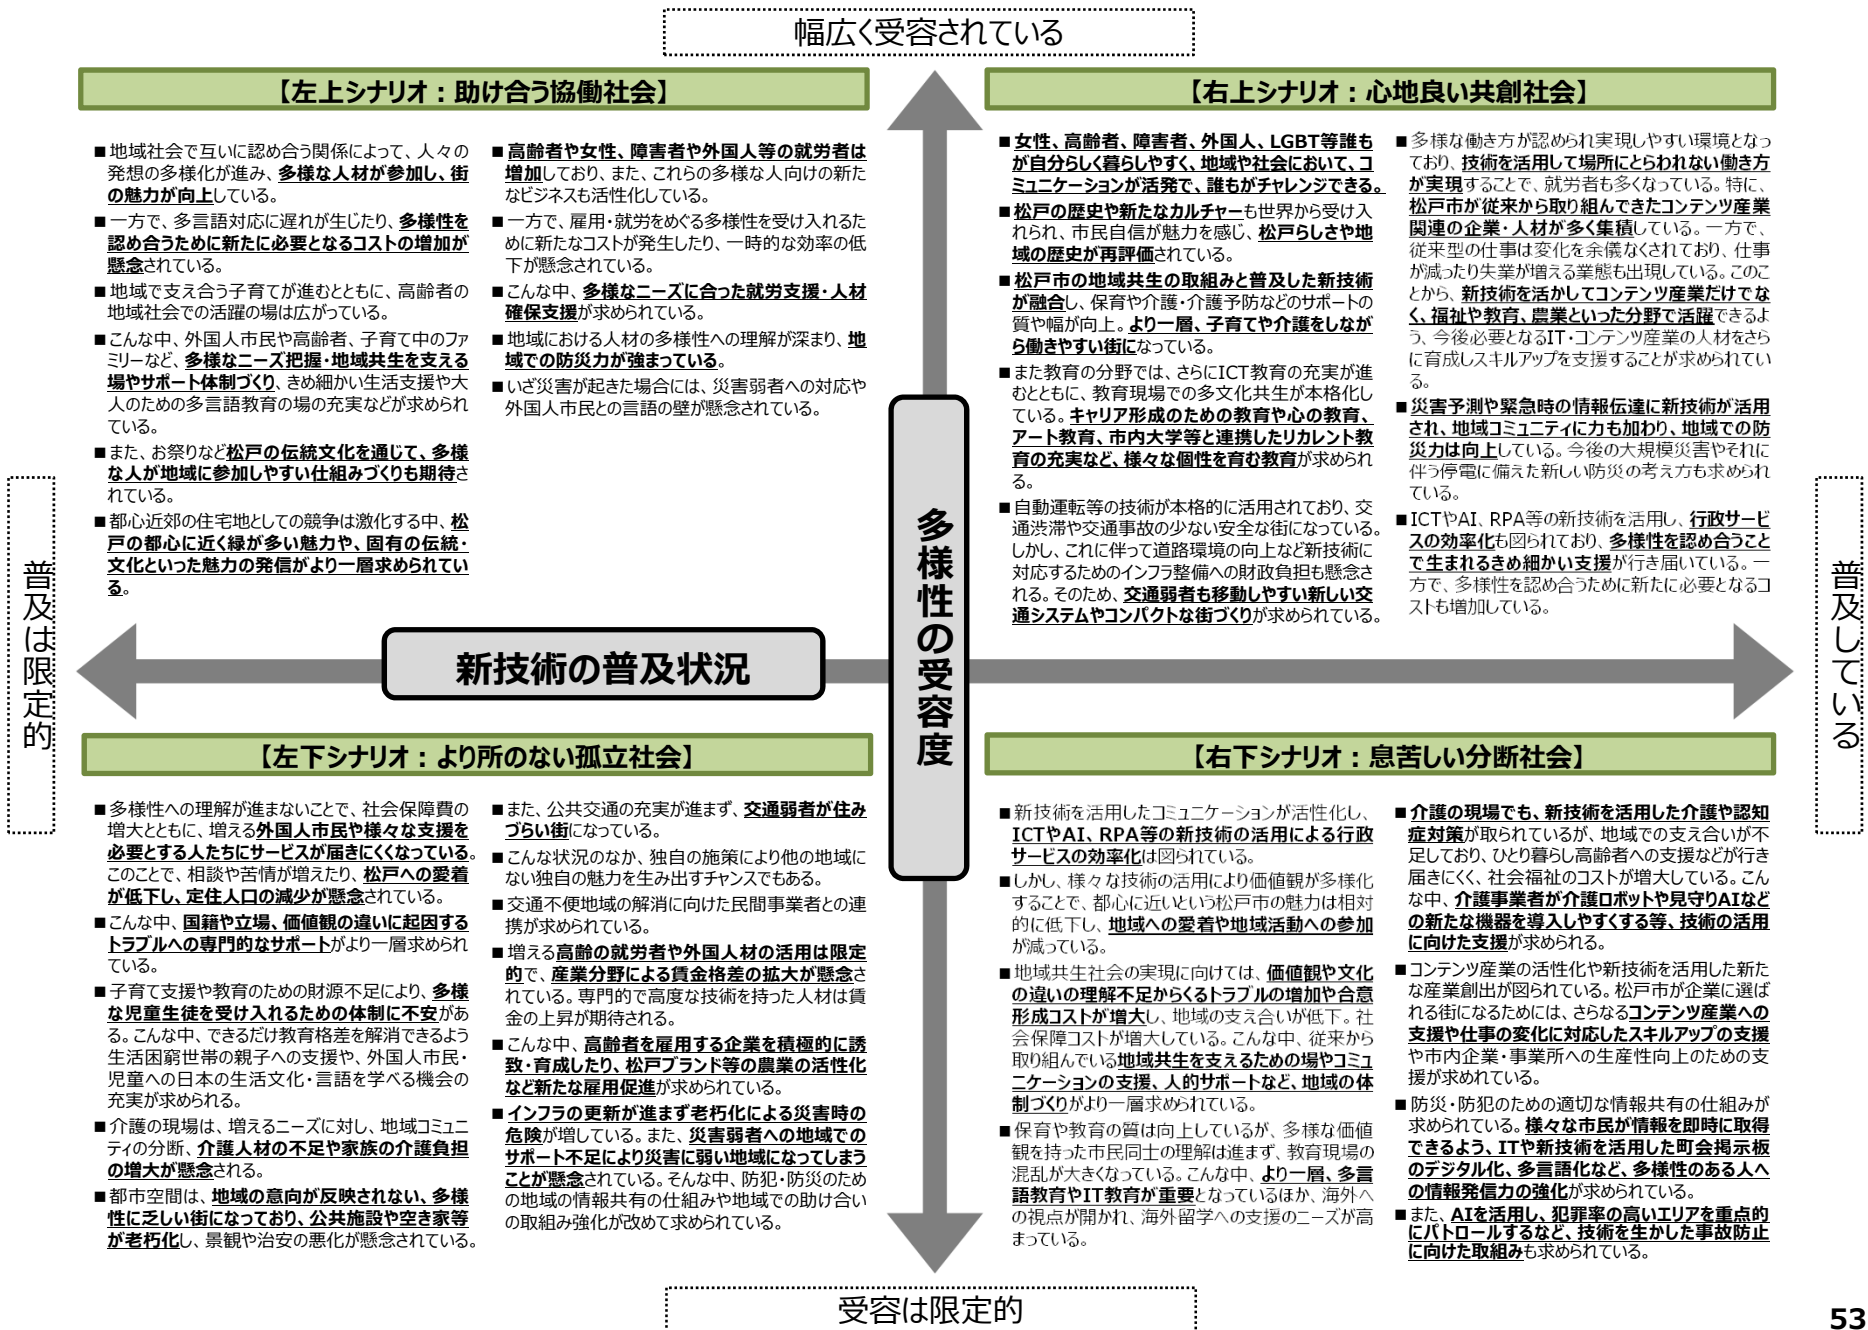 幅広く受容されている
【左上シナリオ：助け合う協働社会】
■地域社会で互いに認め合う関係によって、人々の
発想の多様化が進み、多様な人材が参加し、街
の魅力が向上している。
■一方で、多言語対応に遅れが生じたり、多様性を
認め合うために新たに必要となるコストの増加が
懸念されている。
■地域で支え合う子育てが進むとともに、高齢者の
地域社会での活躍の場は広がっている。
■こんな中、外国人市民や高齢者、子育て中のファ
ミリーなど、多様なニーズ把握・地域共生を支える
場やサポート体制づくり、きめ細かい生活支援や大
人のための多言語教育の場の充実などが求められ
ている。
■また、お祭りなど松戸の伝統文化を通じて、多様
な人が地域に参加しやすい仕組みづくりも期待さ
れている。
■都心近郊の住宅地としての競争は激化する中、松
戸の都心に近く緑が多い魅力や、固有の伝統・
文化といった魅力の発信がより一層求められてい
る。
■高齢者や女性、障害者や外国人等の就労者は
増加しており、また、これらの多様な人向けの新た
なビジネスも活性化している。
■一方で、雇用・就労をめぐる多様性を受け入れるた
めに新たなコストが発生したり、一時的な効率の低
下が懸念されている。
■こんな中、多様なニーズに合った就労支援・人材
確保支援が求められている。
■地域における人材の多様性への理解が深まり、地
域での防災力が強まっている。
■いざ災害が起きた場合には、災害弱者への対応や
外国人市民との言語の壁が懸念されている。
【右上シナリオ：心地良い共創社会】
■女性、高齢者、障害者、外国人、LGBT等誰も
が自分らしく暮らしやすく、地域や社会において、コ
ミュニケーションが活発で、誰もがチャレンジできる。
■松戸の歴史や新たなカルチャーも世界から受け入
れられ、市民自信が魅力を感じ、松戸らしさや地
域の歴史が再評価されている。
■松戸市の地域共生の取組みと普及した新技術
が融合し、保育や介護・介護予防などのサポートの
質や幅が向上。より一層、子育てや介護をしなが
ら働きやすい街になっている。
■また教育の分野では、さらにICT教育の充実が進
むとともに、教育現場での多文化共生が本格化し
ている。キャリア形成のための教育や心の教育、
アート教育、市内大学等と連携したリカレント教
育の充実など、様々な個性を育む教育が求められ
る。
■自動運転等の技術が本格的に活用されており、交
通渋滞や交通事故の少ない安全な街になっている。
しかし、これに伴って道路環境の向上など新技術に
対応するためのインフラ整備への財政負担も懸念さ
れる。そのため、交通弱者も移動しやすい新しい交
通システムやコンパクトな街づくりが求められている。
■多様な働き方が認められ実現しやすい環境となっ
ており、技術を活用して場所にとらわれない働き方
が実現することで、就労者も多くなっている。特に、
松戸市が従来から取り組んできたコンテンツ産業
関連の企業・人材が多く集積している。一方で、
従来型の仕事は変化を余儀なくされており、仕事
が減ったり失業が増える業態も出現している。このこ
とから、新技術を活かしてコンテンツ産業だけでな
く、福祉や教育、農業といった分野で活躍できるよ
う、今後必要となるIT・コンテンツ産業の人材をさら
に育成しスキルアップを支援することが求められてい
る。
■災害予測や緊急時の情報伝達に新技術が活用
され、地域コミュニティに力も加わり、地域での防
災力は向上している。今後の大規模災害やそれに
伴う停電に備えた新しい防災の考え方も求められ
ている。
■ICTやAI、RPA等の新技術を活用し、行政サービ
スの効率化も図られており、多様性を認め合うこと
で生まれるきめ細かい支援が行き届いている。一
方で、多様性を認め合うために新たに必要となるコ
ストも増加している。
普及は限定的
新技術の普及状況
多様性の受容度
普及している
【左下シナリオ：より所のない孤立社会】
■多様性への理解が進まないことで、社会保障費の
増大とともに、増える外国人市民や様々な支援を
必要とする人たちにサービスが届きにくくなっている。
このことで、相談や苦情が増えたり、松戸への愛着
が低下し、定住人口の減少が懸念されている。
■こんな中、国籍や立場、価値観の違いに起因する
トラブルへの専門的なサポートがより一層求められ
ている。
■子育て支援や教育のための財源不足により、多様
な児童生徒を受け入れるための体制に不安があ
る。こんな中、できるだけ教育格差を解消できるよう
生活困窮世帯の親子への支援や、外国人市民・
児童への日本の生活文化・言語を学べる機会の
充実が求められる。
■介護の現場は、増えるニーズに対し、地域コミュニ
ティの分断、介護人材の不足や家族の介護負担
の増大が懸念される。
■都市空間は、地域の意向が反映されない、多様
性に乏しい街になっており、公共施設や空き家等
が老朽化し、景観や治安の悪化が懸念されている。
■また、公共交通の充実が進まず、交通弱者が住み
づらい街になっている。
■こんな状況のなか、独自の施策により他の地域に
ない独自の魅力を生み出すチャンスでもある。
■交通不便地域の解消に向けた民間事業者との連
携が求められている。
■増える高齢の就労者や外国人材の活用は限定
的で、産業分野による賃金格差の拡大が懸念さ
れている。専門的で高度な技術を持った人材は賃
金の上昇が期待される。
■こんな中、高齢者を雇用する企業を積極的に誘
致・育成したり、松戸ブランド等の農業の活性化
など新たな雇用促進が求められている。
■インフラの更新が進まず老朽化による災害時の
危険が増している。また、災害弱者への地域での
サポート不足により災害に弱い地域になってしまう
ことが懸念されている。そんな中、防犯・防災のため
の地域の情報共有の仕組みや地域での助け合い
の取組み強化が改めて求められている。
【右下シナリオ：息苦しい分断社会】
■新技術を活用したコミュニケーションが活性化し、
ICTやAI、RPA等の新技術の活用による行政
サービスの効率化は図られている。
■しかし、様々な技術の活用により価値観が多様化
することで、都心に近いという松戸市の魅力は相対
的に低下し、地域への愛着や地域活動への参加
が減っている。
■地域共生社会の実現に向けては、価値観や文化
の違いの理解不足からくるトラブルの増加や合意
形成コストが増大し、地域の支え合いが低下。社
会保障コストが増大している。こんな中、従来から
取り組んでいる地域共生を支えるための場やコミュ
ニケーションの支援、人的サポートなど、地域の体
制づくりがより一層求められている。
■保育や教育の質は向上しているが、多様な価値
観を持った市民同士の理解は進まず、教育現場の
混乱が大きくなっている。こんな中、より一層、多言
語教育やIT教育が重要となっているほか、海外へ
の視点が開かれ、海外留学への支援のニーズが高
まっている。
■介護の現場でも、新技術を活用した介護や認知
症対策が取られているが、地域での支え合いが不
足しており、ひとり暮らし高齢者への支援などが行き
届きにくく、社会福祉のコストが増大している。こん
な中、介護事業者が介護ロボットや見守りAIなど
の新たな機器を導入しやすくする等、技術の活用
に向けた支援が求められる。
■コンテンツ産業の活性化や新技術を活用した新た
な産業創出が図られている。松戸市が企業に選ば
れる街になるためには、さらなるコンテンツ産業への
支援や仕事の変化に対応したスキルアップの支援
や市内企業・事業所への生産性向上のための支
援が求めれている。
■防災・防犯のための適切な情報共有の仕組みが
求められている。様々な市民が情報を即時に取得
できるよう、ITや新技術を活用した町会掲示板
のデジタル化、多言語化など、多様性のある人へ
の情報発信力の強化が求められている。
■また、AIを活用し、犯罪率の高いエリアを重点的
にパトロールするなど、技術を生かした事故防止
に向けた取組みも求められている。
受容は限定的
53